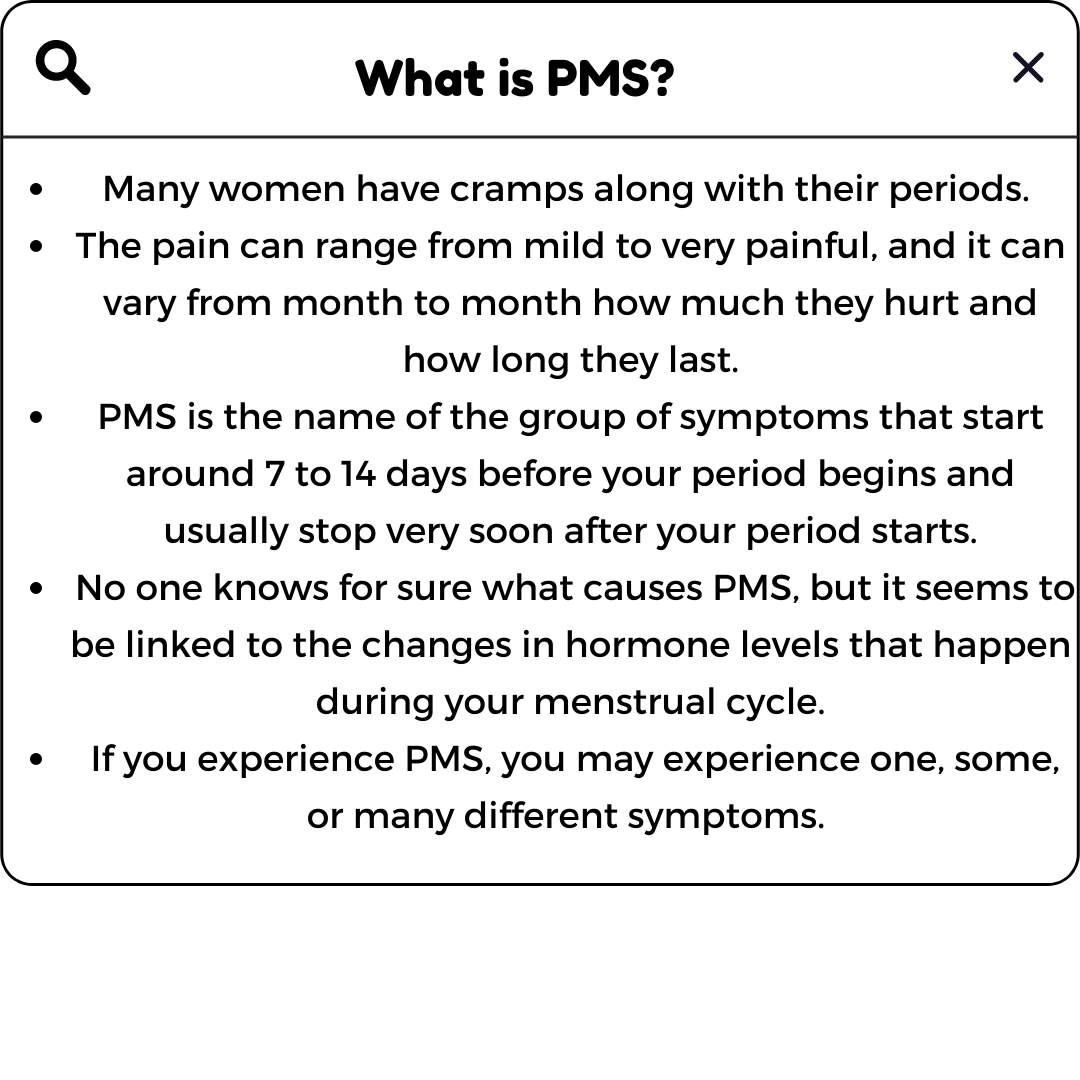 What is PMS?
• Many women have cramps along with their periods.
• The pain can range from mild to very painful, and it can
vary from month to month how much they hurt and
how long they last.
• PMS is the name of the group of symptoms that start
around 7 to 14 days before your period begins and
usually stop very soon after your period starts.
• No one knows for sure what causes PMS, but it seems to
be linked to the changes in hormone levels that happen
during your menstrual cycle.
• If you experience PMS, you may experience one, some,
or many different symptoms.